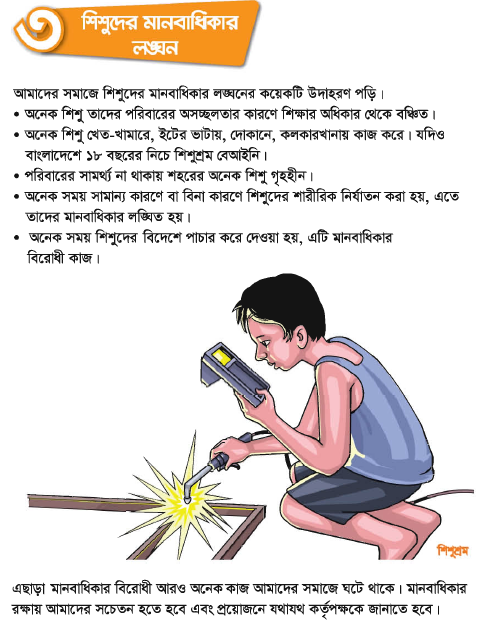 ৩
শিশুদের মানবাধিকার
লঙ্ঘন
আমাদের সমাজে শিশুদের মানবাধিকার লঙ্ঘনের কয়েকটি উদাহরণ পড়ি।
• অনেক শিশু তাদের পরিবারের অসচ্ছলতার কারণে শিক্ষার অধিকার থেকে বঞ্চিত।
• অনেক শিশু খেত-খামারে, ইটের ভাটায়, দোকানে, কলকারখানায় কাজ করে। যদিও
বাংলাদেশে ১৮ বছরের নিচে শিশুশ্রম বেআইনি।
• পরিবারের সামর্থ্য না থাকায় শহরের অনেক শিশু গৃহহীন।
• অনেক সময় সামান্য কারণে বা বিনা কারণে শিশুদের শারীরিক নির্যাতন করা হয়, এতে
তাদের মানবাধিকার লঙ্ঘিত হয়।
• অনেক সময় শিশুদের বিদেশে পাচার করে দেওয়া হয়, এটি মানবাধিকার
বিরোধী কাজ।
শিশুশ্রম
এছাড়া মানবাধিকার বিরোধী আরও অনেক কাজ আমাদের সমাজে ঘটে থাকে। মানবাধিকার
রক্ষায় আমাদের সচেতন হতে হবে এবং প্রয়োজনে যথাযথ কর্তৃপক্ষকে জানাতে হবে।